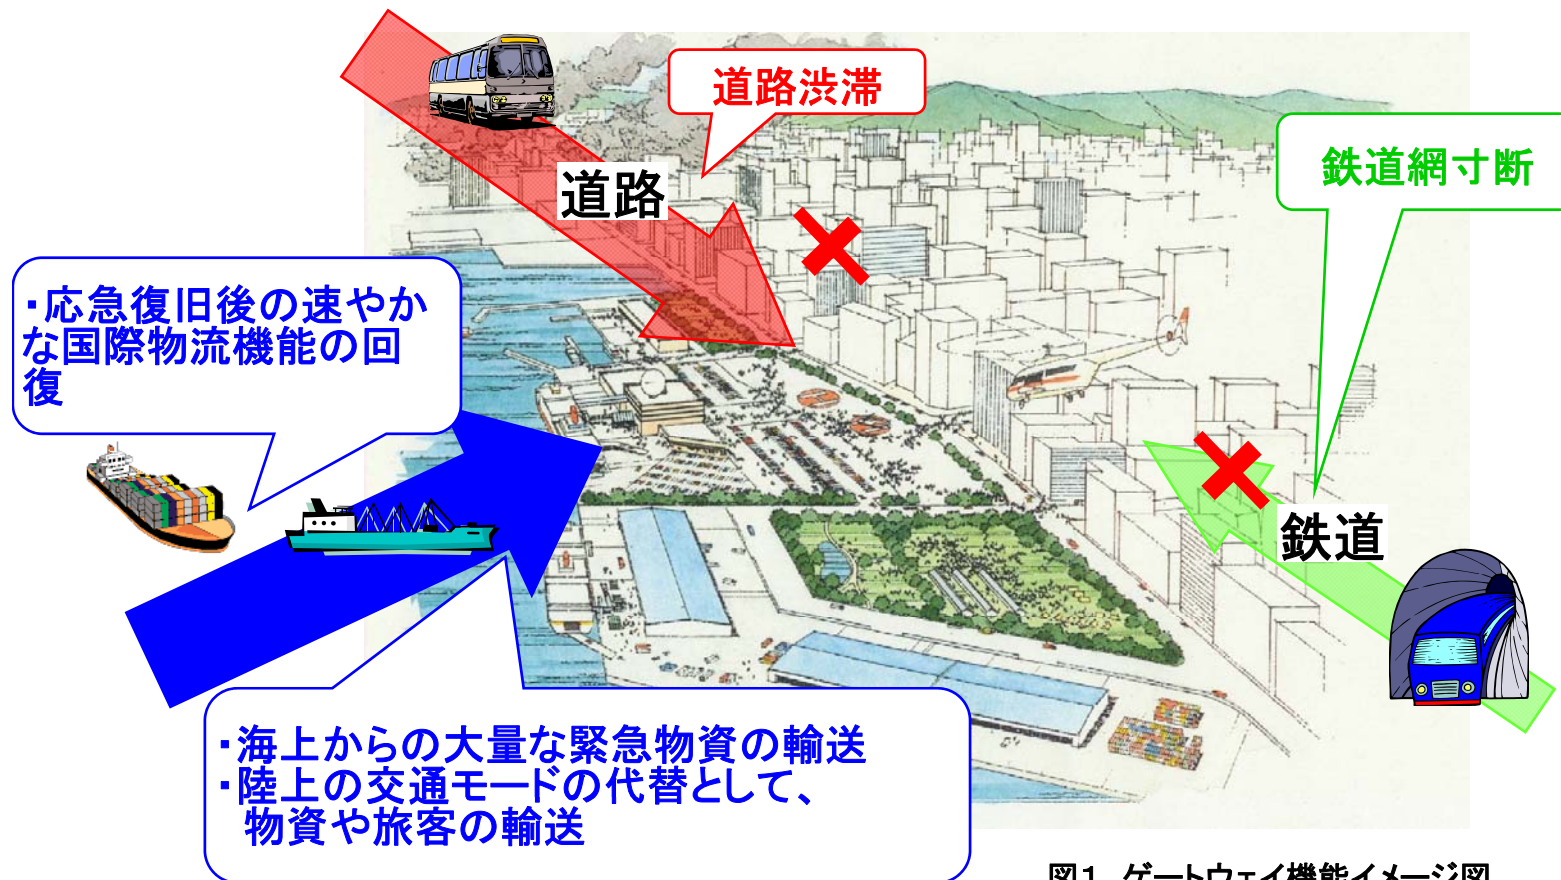 道路渋滞
鉄道網寸断
道路
・応急復旧後の速やか
な国際物流機能の回
復
鉄道
・海上からの大量な緊急物資の輸送
・陸上の交通モードの代替として、
物資や旅客の輸送
図1 ゲートウェイ機能イメージ図